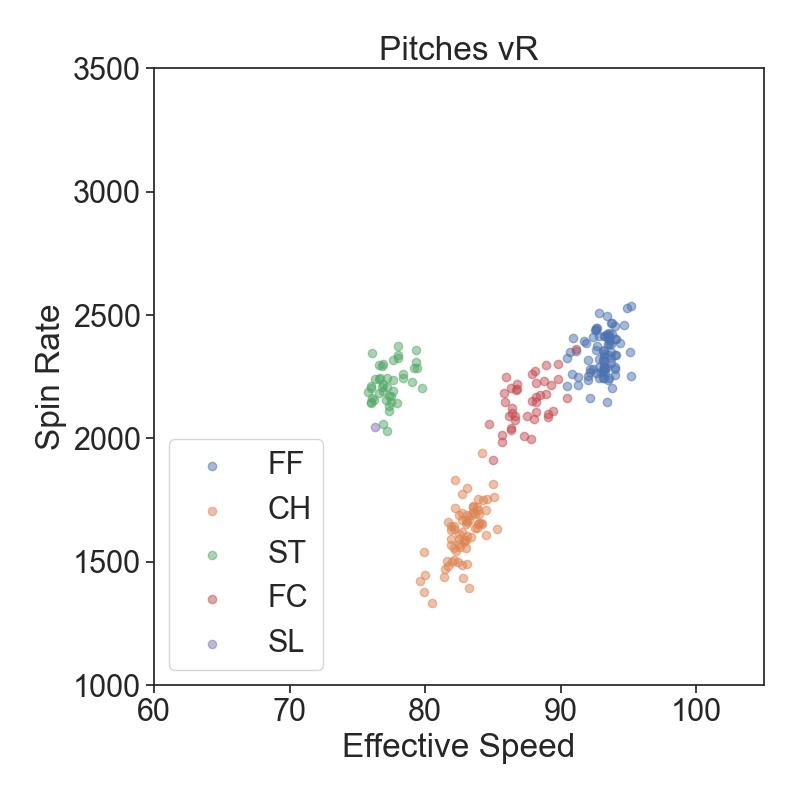 Pitches vR
3500
3000
2500
2000
1500
1000
Spin Rate
FF
CH
ST
FC
SL
60 70 80 90 100
Effective Speed